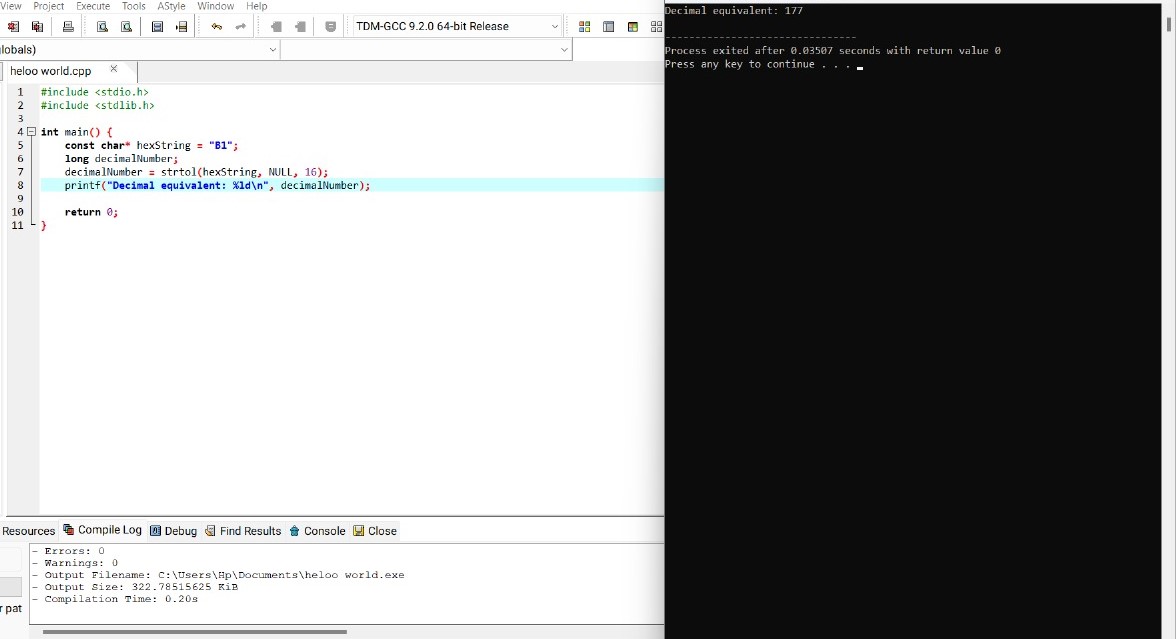 View Project Execute Tools AStyle Window Help
TDM-GCC 9.2.0 64-bit Release
lobals)
heloo world.cpp
1 #include <stdio.h>
2 #include <stdlib.h>
3
4 int main() {
5 const char* hexString = "B1";
6 long decimalNumber;
7 decimalNumber = strtol(hexString, NULL, 16);
8 printf("Decimal equivalent: %ld\n", decimalNumber);
9
10 return 0;
11 }
Resources Compile Log Debug Find Results Console Close
- Errors: 0
- Warnings: 0
- Output Filename: C:\Users\Hp\Documents\heloo world.exe
- Output Size: 322.78515625 KiB
- Compilation Time: 0.20s
r pat
Decimal equivalent: 177
--------------------------------
Process exited after 0.03507 seconds with return value 0
Press any key to continue . . .